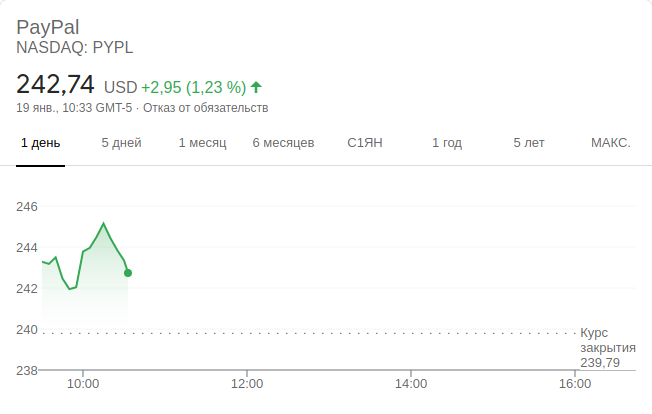 PayPal
NASDAQ: PYPL
242,74 USD +2,95 (1,23 %)
19 янв., 10:33 GMT-5 · Отказ от обязательств
1 день 5 дней 1 месяц 6 месяцев С1ЯН 1 год 5 лет МАКС.
246
244
242
240
Курс
закрытия
239,79
238
10:00 12:00 14:00 16:00